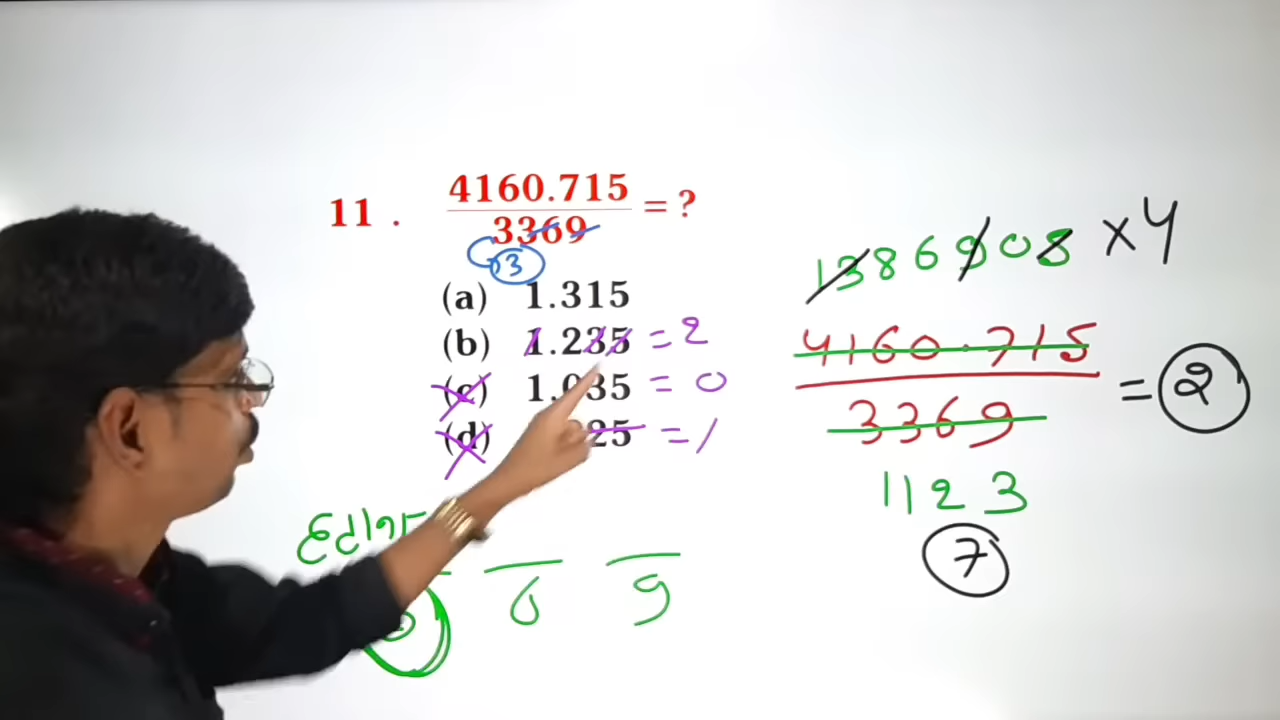 11 . 4160.715 / 3369 = ?
3
(a) 1.315
(b) 1.235 = 2
(c) 1.035 = 0
(d) 25 = 1
6 9
1386908 ×4
4160.715 / 3369 = 2
1123
7